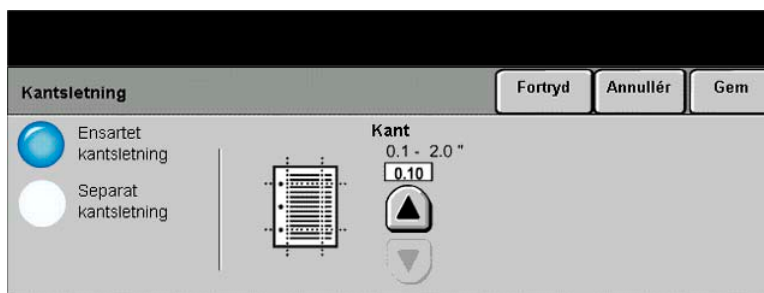 Kantsletning
Fortryd
Annullér
Gem
Ensartet
kantsletning
Separat
kantsletning
Kant
0.1 - 2.0 "
0.10